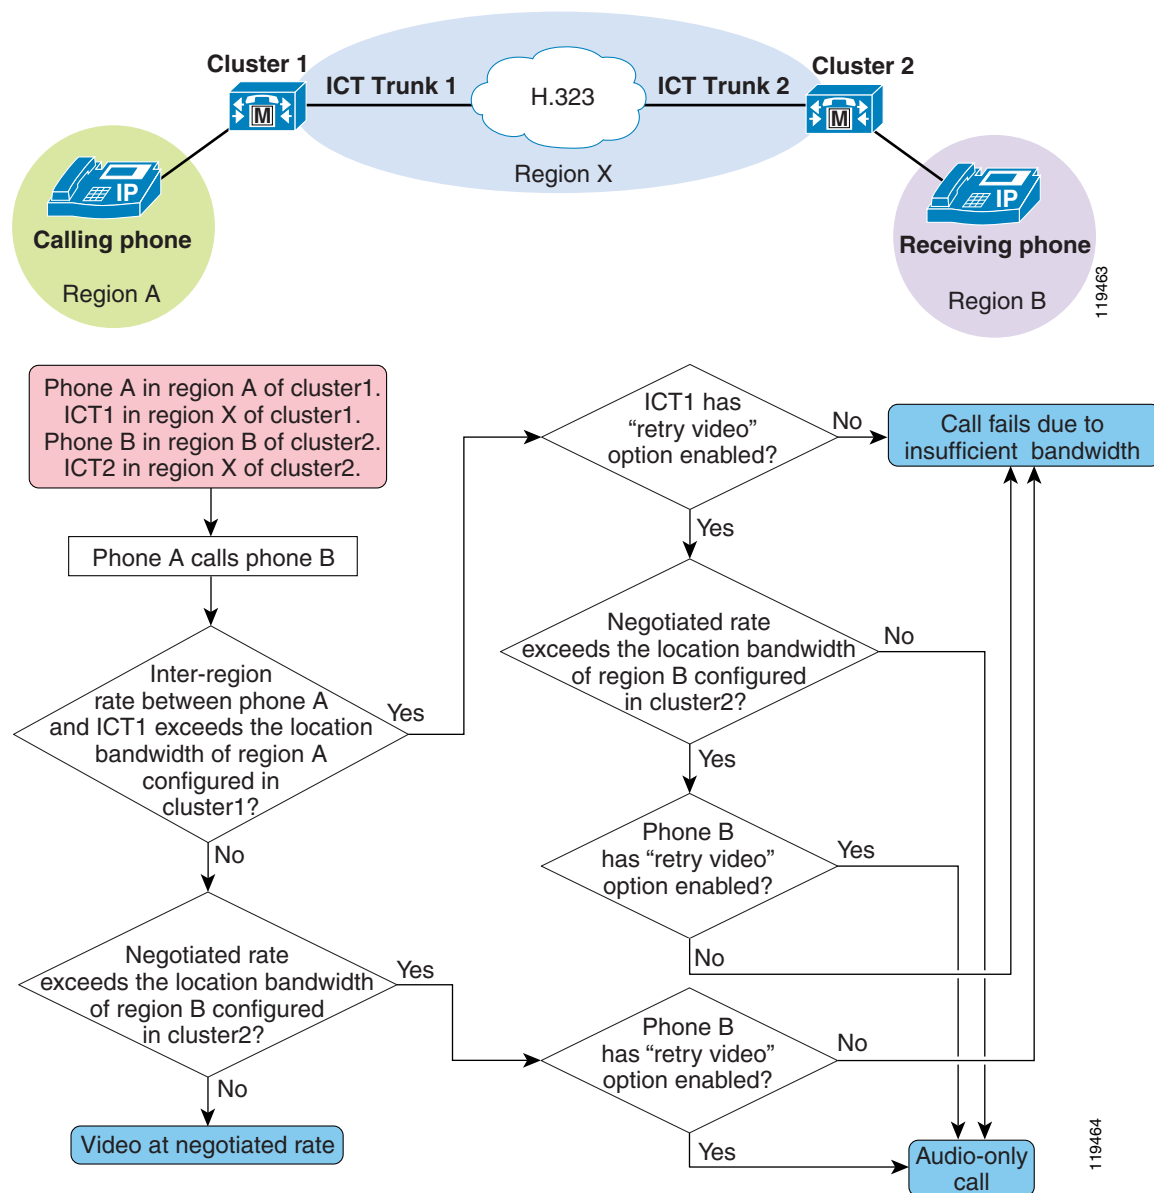 Cluster 1
ICT Trunk 1
H.323
ICT Trunk 2
Cluster 2
M
M
Region X
IP
Calling phone
Region A
IP
Receiving phone
Region B
119463
Phone A in region A of cluster1.
ICT1 in region X of cluster1.
Phone B in region B of cluster2.
ICT2 in region X of cluster2.
Phone A calls phone B
Inter-region
rate between phone A
and ICT1 exceeds the location
bandwidth of region A
configured in
cluster1?
Yes
No
Negotiated rate
exceeds the location bandwidth
of region B configured
in cluster2?
Yes
No
Video at negotiated rate
ICT1 has
“retry video”
option enabled?
No
Yes
Call fails due to
insufficient bandwidth
Negotiated rate
exceeds the location bandwidth
of region B configured
in cluster2?
No
Yes
Phone B
has “retry video”
option enabled?
Yes
No
Phone B
has “retry video”
option enabled?
No
Yes
Audio-only
call
119464